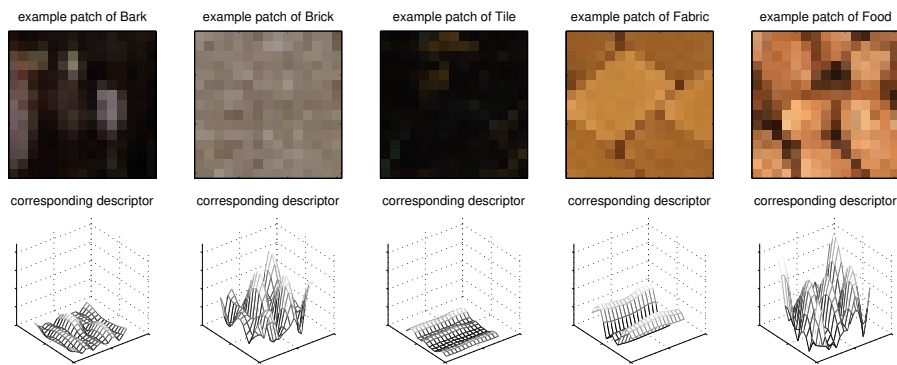 example patch of Bark
example patch of Brick
example patch of Tile
example patch of Fabric
example patch of Food
corresponding descriptor
corresponding descriptor
corresponding descriptor
corresponding descriptor
corresponding descriptor